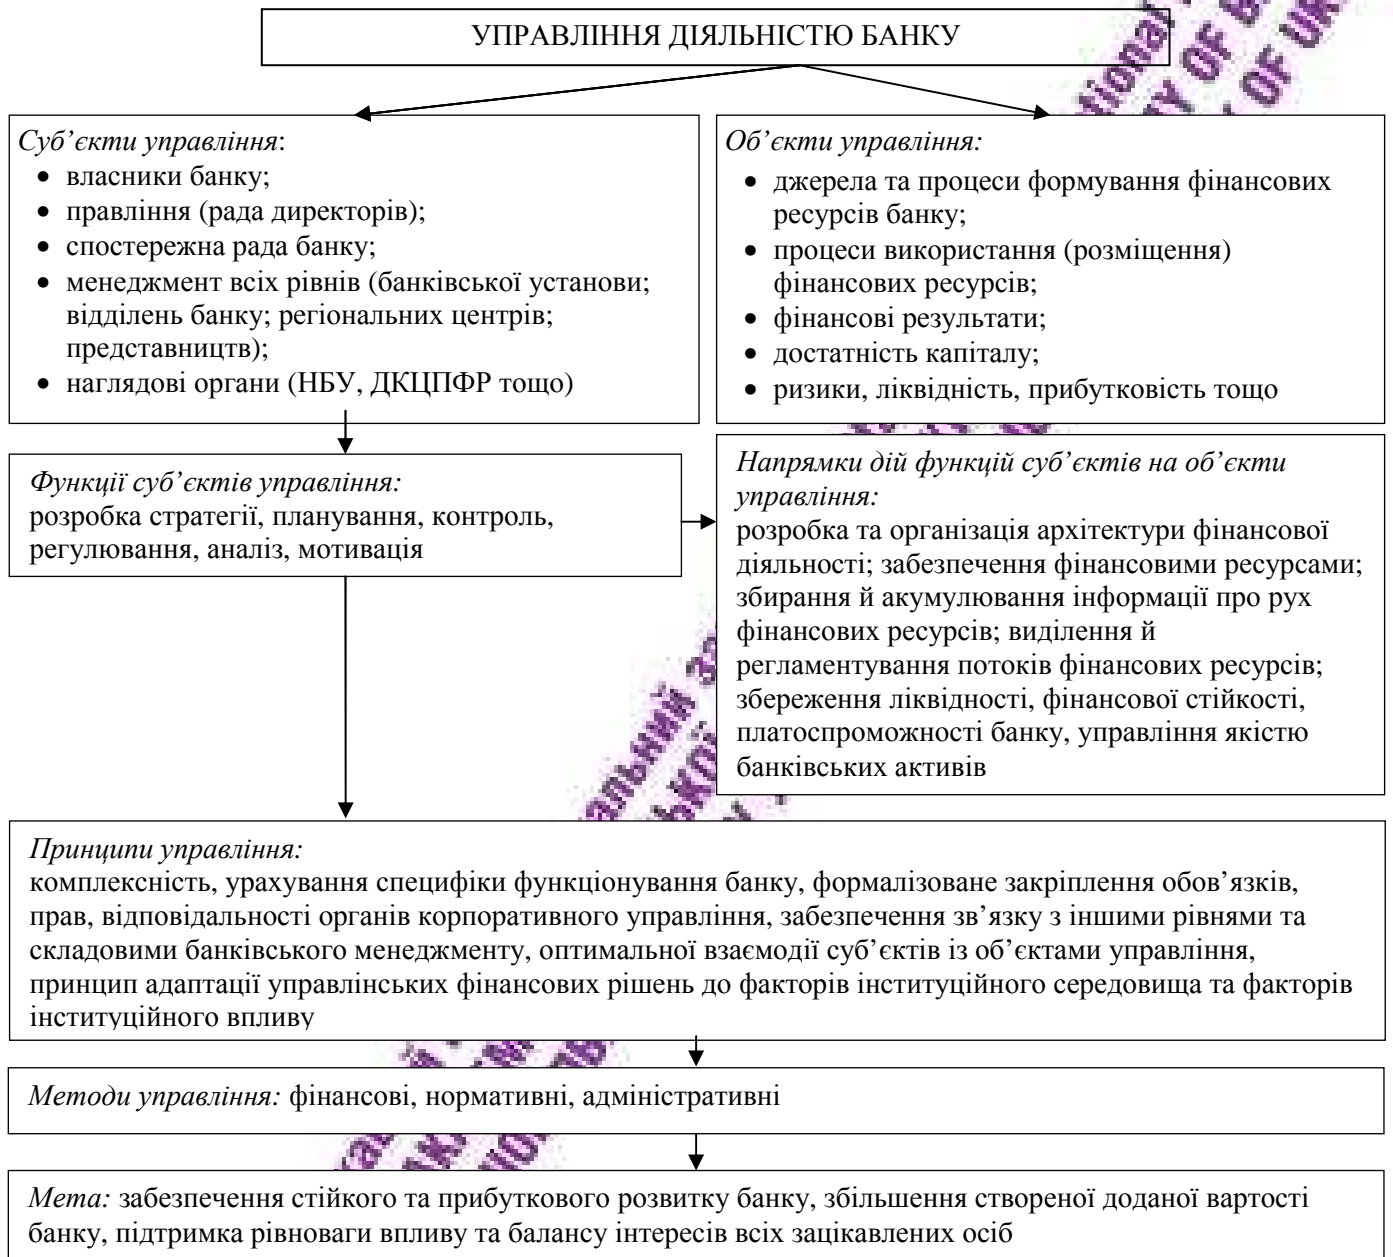 УПРАВЛІННЯ ДІЯЛЬНІСТЮ БАНКУ
Суб’єкти управління:
• власники банку;
• правління (рада директорів);
• спостережна рада банку;
• менеджмент всіх рівнів (банківської установи;
відділень банку; регіональних центрів;
представництв);
• наглядові органи (НБУ, ДКЦПФР тощо)
Об’єкти управління:
• джерела та процеси формування фінансових
ресурсів банку;
• процеси використання (розміщення)
фінансових ресурсів;
• фінансові результати;
• достатність капіталу;
• ризики, ліквідність, прибутковість тощо
Функції суб’єктів управління:
розробка стратегії, планування, контроль,
регулювання, аналіз, мотивація
Напрямки дій функцій суб’єктів на об’єкти
управління:
розробка та організація архітектури фінансової
діяльності; забезпечення фінансовими ресурсами;
збирання й акумулювання інформації про рух
фінансових ресурсів; виділення й
регламентування потоків фінансових ресурсів;
збереження ліквідності, фінансової стійкості,
платоспроможності банку, управління якістю
банківських активів
Принципи управління:
комплексність, урахування специфіки функціонування банку, формалізоване закріплення обов’язків,
прав, відповідальності органів корпоративного управління, забезпечення зв’язку з іншими рівнями та
складовими банківського менеджменту, оптимальної взаємодії суб’єктів із об’єктами управління,
принцип адаптації управлінських фінансових рішень до факторів інституційного середовища та факторів
інституційного впливу
Методи управління: фінансові, нормативні, адміністративні
Мета: забезпечення стійкого та прибуткового розвитку банку, збільшення створеної доданої вартості
банку, підтримка рівноваги впливу та балансу інтересів всіх зацікавлених осіб